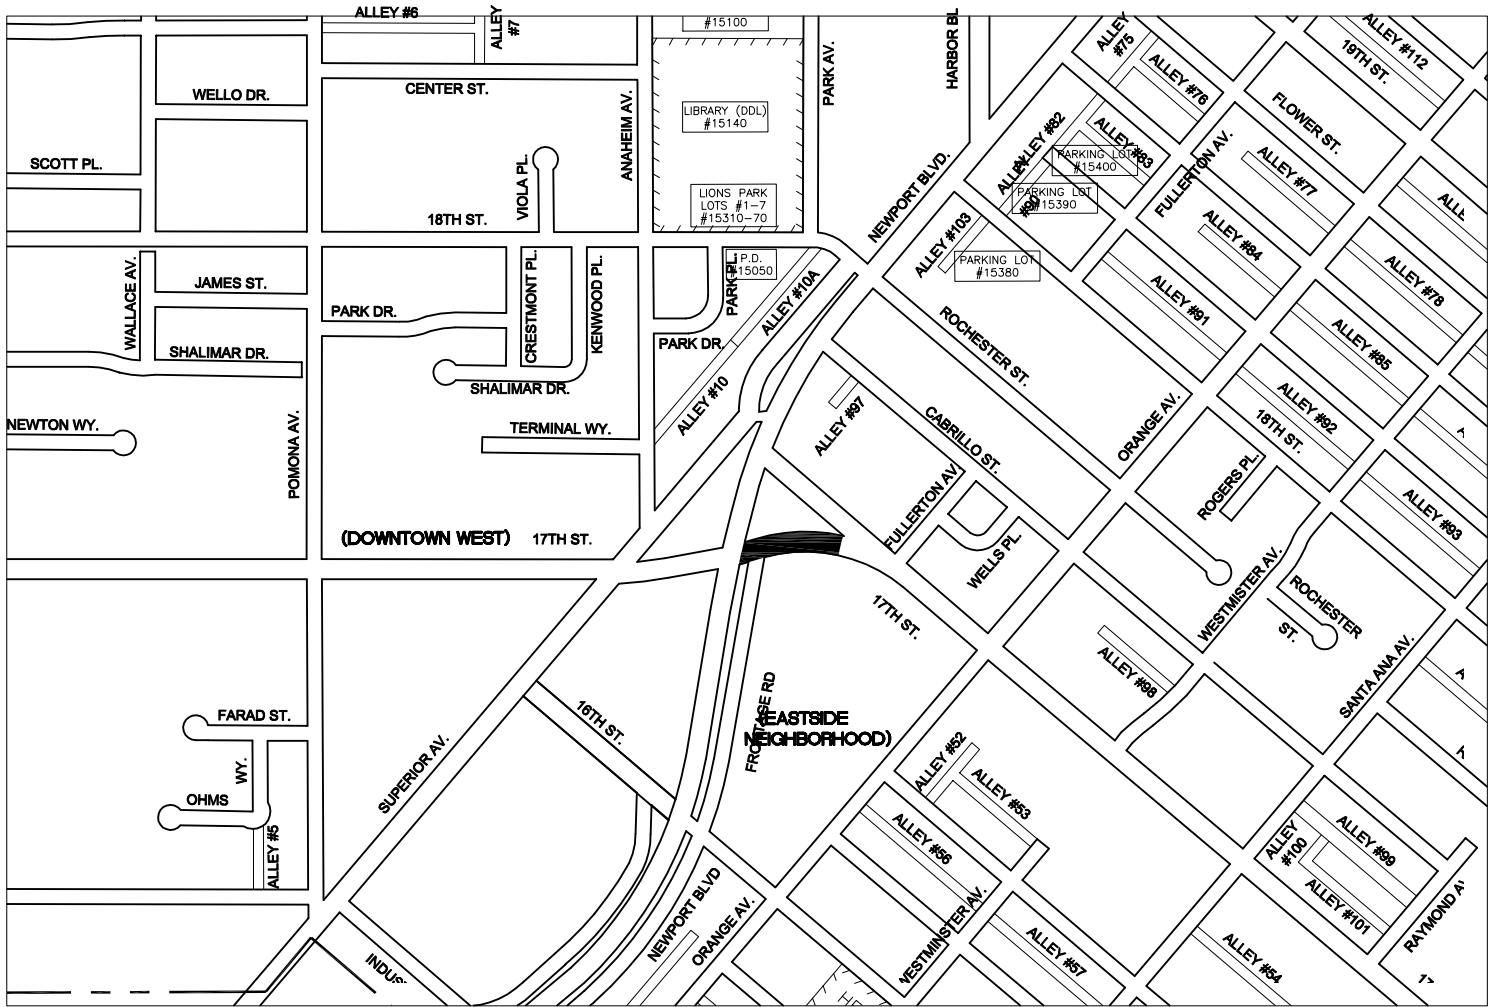 ALLEY #6
ALLEY
#7
#15100
PARK AV.
HARBOR BL
ALLEY
#75
ALLEY #76
ALLEY #112
19TH ST.
FLOWER ST.
WELLO DR.
CENTER ST.
ANAHEIM AV.
LIBRARY (DDL)
#15140
ALLEY #82
ALLEY #83
PARKING LOT
#15400
FULLERTON AV.
ALLEY #77
SCOTT PL.
VIOLA PL.
18TH ST.
LIONS PARK
LOTS #1-7
#15310-70
NEWPORT BLVD.
ALLEY
#90
PARKING LOT
#15390
ALLEY #84
ALLEY #103
PARKING LOT
#15380
WALLACE AV.
JAMES ST.
CRESTMONT PL.
KENWOOD PL.
PARK PL.
P.D.
#15050
ALLEY #10A
ALLEY #91
ALLEY #78
PARK DR.
PARK DR.
ROCHESTER ST.
ALLEY #85
SHALIMAR DR.
SHALIMAR DR.
ALLEY #10
ALLEY #97
CABRILLO ST.
ORANGE AV.
ALLEY #92
18TH ST.
NEWTON WY.
TERMINAL WY.
POMONA AV.
ROGERS PL.
ALLEY #93
(DOWNTOWN WEST)
17TH ST.
FULLERTON AV.
WELLS PL.
WESTMISTER AV.
ROCHESTER
ST.
17TH ST.
ALLEY #98
SANTA ANA AV.
FARAD ST.
WY.
OHMS
ALLEY #5
SUPERIOR AV.
16TH ST.
FRONTAGE RD
(EASTSIDE
NEIGHBORHOOD)
ALLEY #52
ALLEY #53
ALLEY #56
ALLEY
#100
ALLEY #99
ALLEY #101
RAYMOND A
NEWPORT BLVD
ORANGE AV.
WESTMINSTER AV.
ALLEY #57
ALLEY #54
INDUS